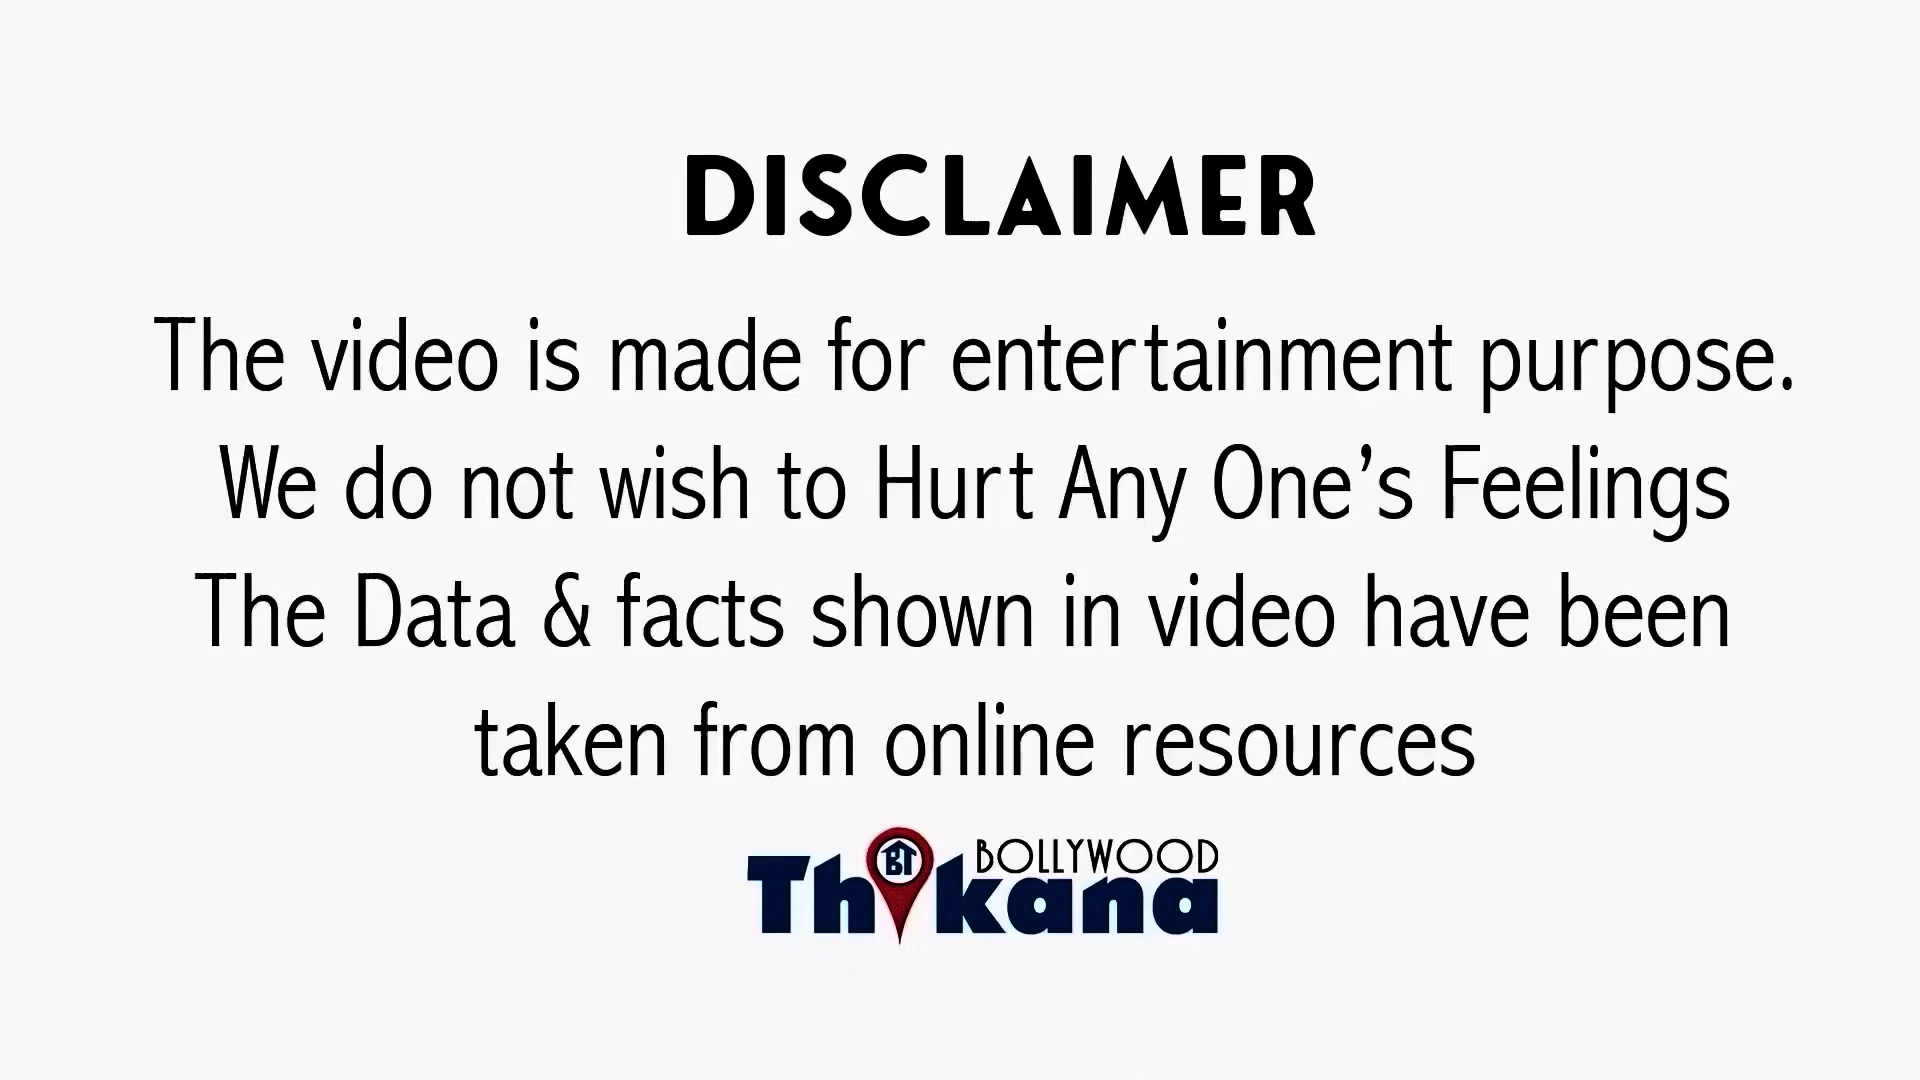 DISCLAIMER
The video is made for entertainment purpose.
We do not wish to Hurt Any One’s Feelings
The Data & facts shown in video have been
taken from online resources
BOLLYWOOD
BT
Thikana